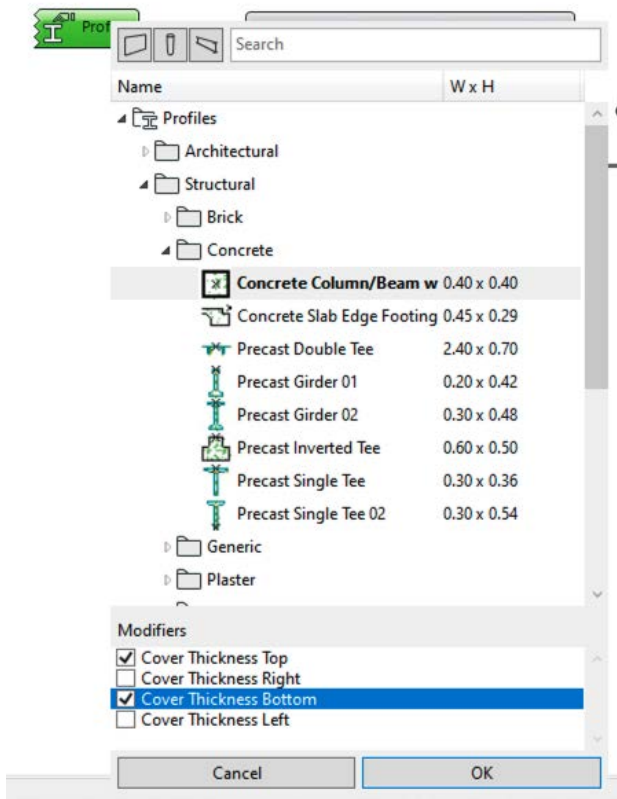 Prof
Search
Name W x H
Profiles
Architectural
Structural
Brick
Concrete
Concrete Column/Beam w 0.40 x 0.40
Concrete Slab Edge Footing 0.45 x 0.29
Precast Double Tee 2.40 x 0.70
Precast Girder 01 0.20 x 0.42
Precast Girder 02 0.30 x 0.48
Precast Inverted Tee 0.60 x 0.50
Precast Single Tee 0.30 x 0.36
Precast Single Tee 02 0.30 x 0.54
Generic
Plaster
Modifiers
Cover Thickness Top
Cover Thickness Right
Cover Thickness Bottom
Cover Thickness Left
Cancel OK